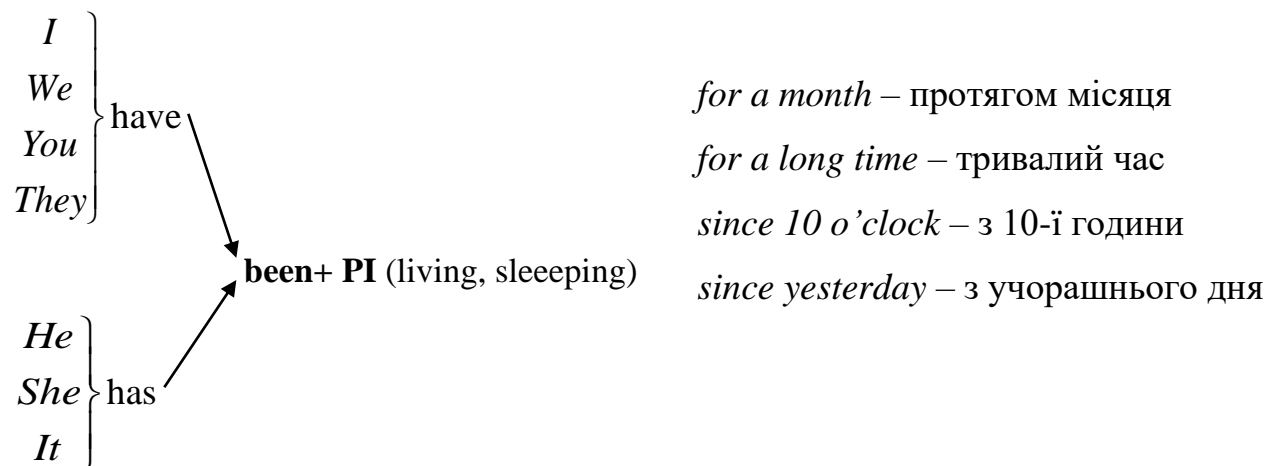 I
We
You
They
have
been+ PI (living, sleeeping)
He
She
It
has
for a month – протягом місяця
for a long time – тривалий час
since 10 o’clock – з 10-ї години
since yesterday – з учорашнього дня